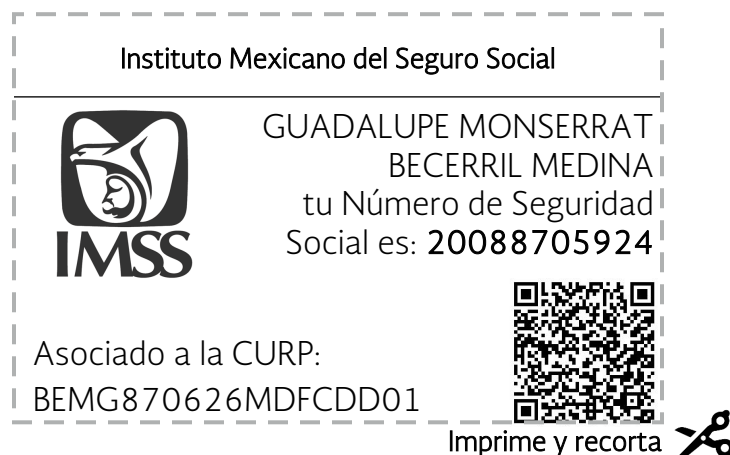 Instituto Mexicano del Seguro Social
GUADALUPE MONSERRAT
BECERRIL MEDINA
tu Número de Seguridad
Social es: 20088705924
IMSS
Asociado a la CURP:
BEMG870626MDFCDD01
Imprime y recorta